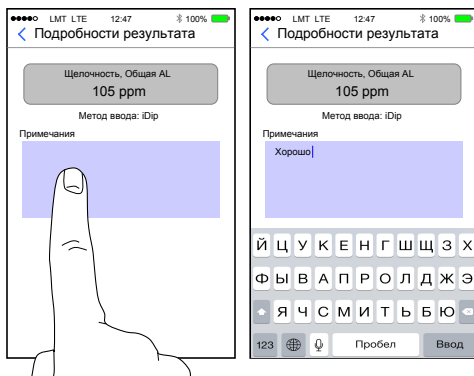 LMT LTE 12:47 100%
Подробности результата
Щелочность, Общая AL
105 ppm
Метод ввода: iDip
Примечания
LMT LTE 12:47 100%
Подробности результата
Щелочность, Общая AL
105 ppm
Метод ввода: iDip
Примечания
Хорошо
Й Ц У К Е Н Г Ш Щ З Х
Ф Ы В А П Р О Л Д Ж Э
Я Ч С М И Т Ь Б Ю
123 Пробел Ввод